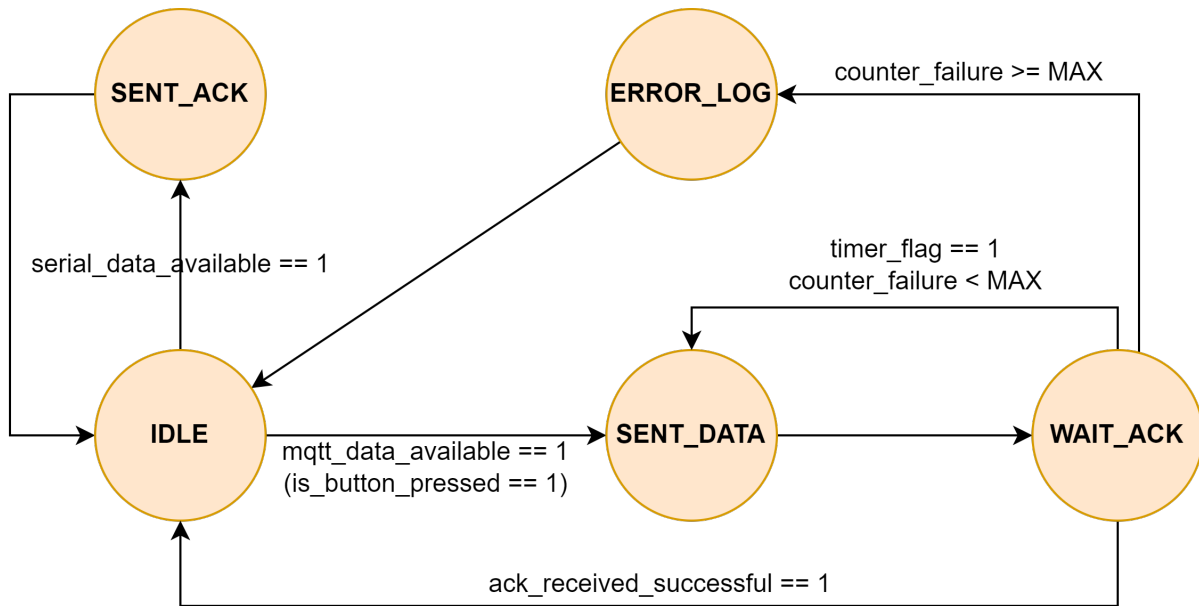 counter_failure >= MAX
SENT_ACK
ERROR_LOG
serial_data_available == 1
timer_flag == 1
counter_failure < MAX
IDLE
mqtt_data_available == 1
(is_button_pressed == 1)
SENT_DATA
WAIT_ACK
ack_received_successful == 1